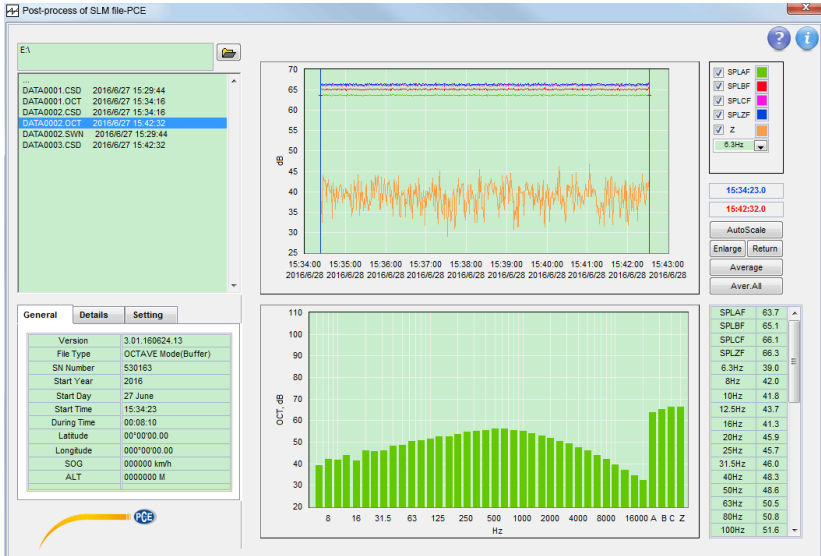 Post-process of SLM file-PCE
E:\
...
DATA0001.CSD 2016/6/27 15:29:44
DATA0001.OCT 2016/6/27 15:34:16
DATA0002.CSD 2016/6/27 15:34:16
DATA0002.OCT 2016/6/27 15:42:32
DATA0002.SWN 2016/6/27 15:29:44
DATA0003.CSD 2016/6/27 15:42:32
70
65
60
55
50
45
40
35
30
25
dB
15:34:00 15:35:00 15:36:00 15:37:00 15:38:00 15:39:00 15:40:00 15:41:00 15:42:00 15:43:00
2016/6/28 2016/6/28 2016/6/28 2016/6/28 2016/6/28 2016/6/28 2016/6/28 2016/6/28 2016/6/28 2016/6/28
? i
SPLAF
SPLBF
SPLCF
SPLZF
Z
6.3Hz
15:34:23.0
15:42:32.0
AutoScale
Enlarge Return
Average
Aver.All
General Details Setting
Version 3.01.160624.13
File Type OCTAVE Mode(Buffer)
SN Number 530163
Start Year 2016
Start Day 27 June
Start Time 15:34:23
During Time 00:08:10
Latitude 00°00'00.00
Longitude 000°00'00.00
SOG 000000 km/h
ALT 0000000 M
PCE
110
100
90
80
70
60
50
40
30
20
OCT, dB
8 16 31.5 63 125 250 500 1000 2000 4000 8000 16000 A B C Z
Hz
SPLAF 63.7
SPLBF 65.1
SPLCF 66.1
SPLZF 66.3
6.3Hz 39.0
8Hz 42.0
10Hz 41.8
12.5Hz 43.7
16Hz 41.3
20Hz 45.9
25Hz 45.7
31.5Hz 46.0
40Hz 48.3
50Hz 48.6
63Hz 50.5
80Hz 50.8
100Hz 51.6